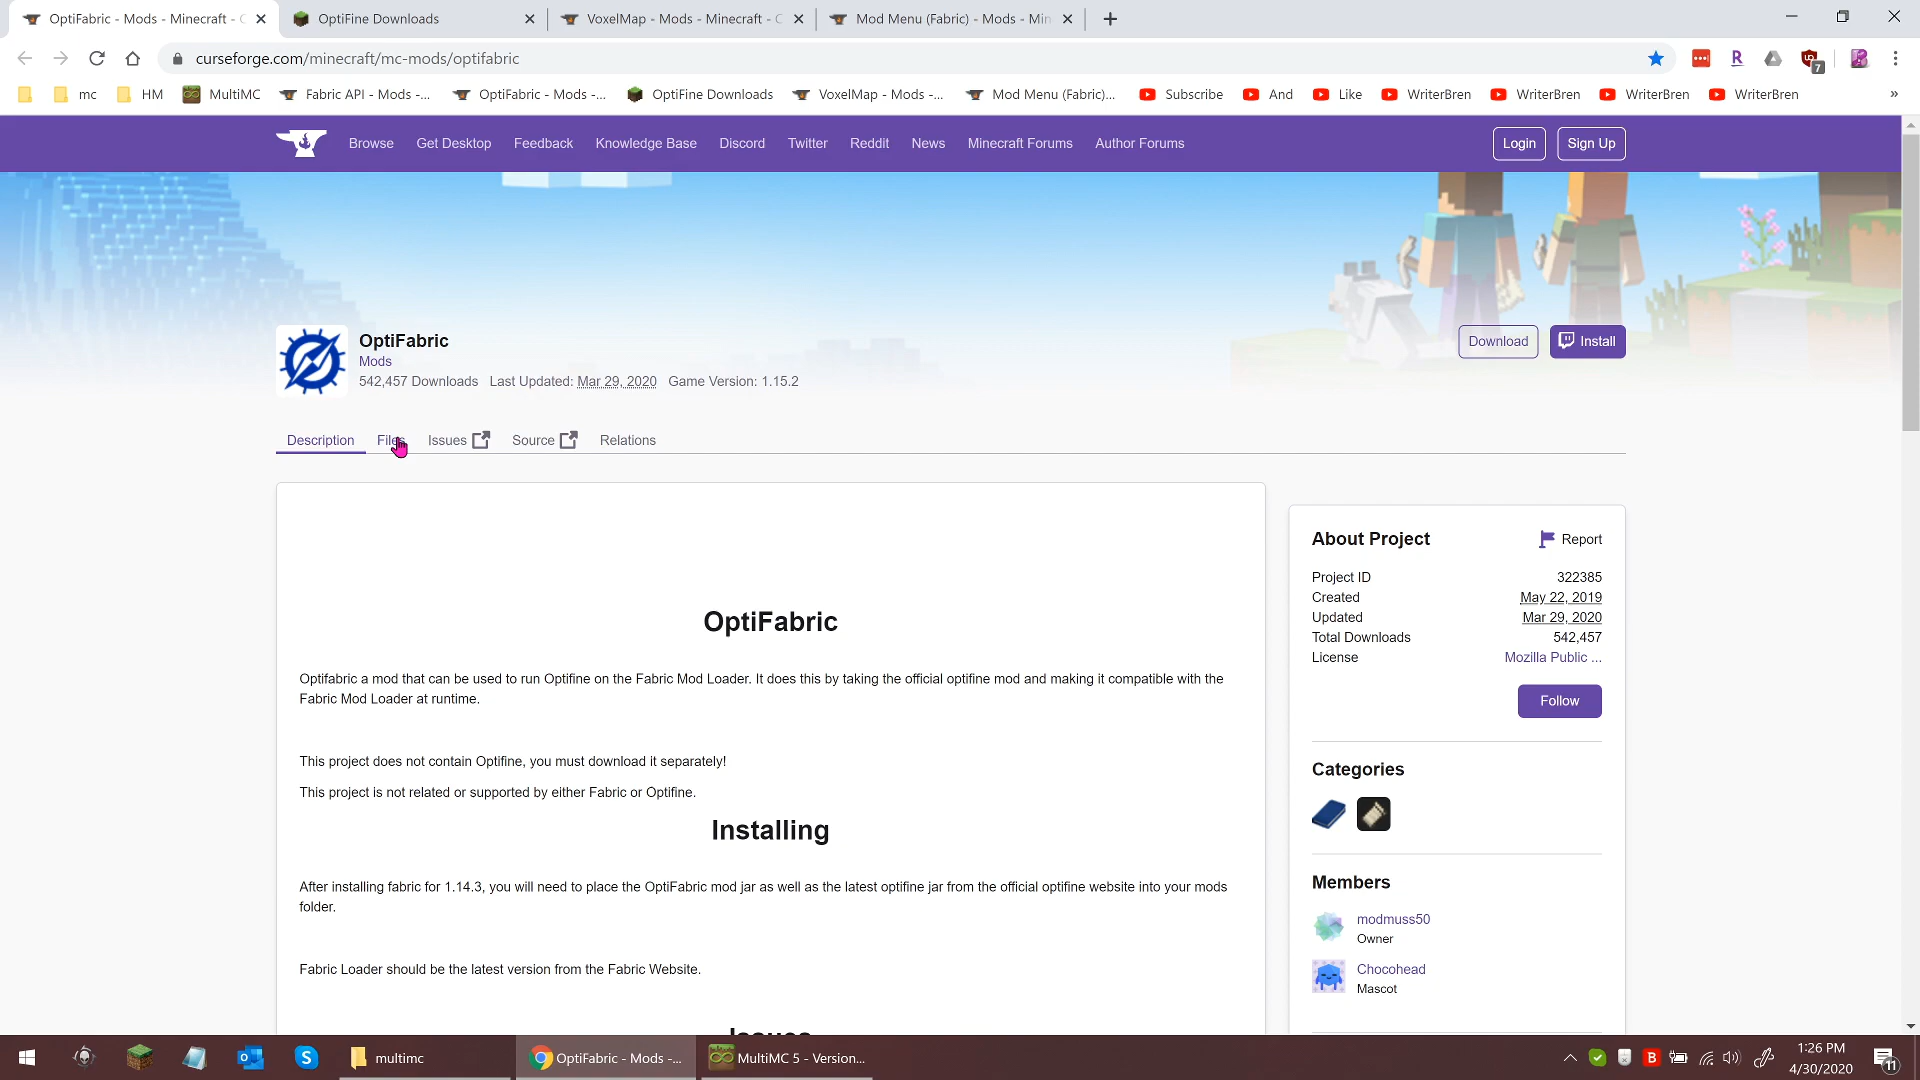 OptiFabric - Mods - Minecraft - C
OptiFine Downloads
VoxelMap - Mods - Minecraft - C
Mod Menu (Fabric) - Mods - Min
curseforge.com/minecraft/mc-mods/optifabric
R
7
mc
HM
MultiMC
Fabric API - Mods -...
OptiFabric - Mods -...
OptiFine Downloads
VoxelMap - Mods -...
Mod Menu (Fabric)...
Subscribe
And
Like
WriterBren
WriterBren
WriterBren
WriterBren
»
Browse
Get Desktop
Feedback
Knowledge Base
Discord
Twitter
Reddit
News
Minecraft Forums
Author Forums
Login
Sign Up
OptiFabric
Mods
542,457 Downloads Last Updated: Mar 29, 2020 Game Version: 1.15.2
Download
Install
Description
Files
Issues
Source
Relations
OptiFabric
Optifabric a mod that can be used to run Optifine on the Fabric Mod Loader. It does this by taking the official optifine mod and making it compatible with the
Fabric Mod Loader at runtime.
This project does not contain Optifine, you must download it separately!
This project is not related or supported by either Fabric or Optifine.
Installing
After installing fabric for 1.14.3, you will need to place the OptiFabric mod jar as well as the latest optifine jar from the official optifine website into your mods
folder.
Fabric Loader should be the latest version from the Fabric Website.
Issues
About Project
Report
Project ID 322385
Created May 22, 2019
Updated Mar 29, 2020
Total Downloads 542,457
License Mozilla Public ...
Follow
Categories
Members
modmuss50
Owner
Chocohead
Mascot
multimc
OptiFabric - Mods -...
MultiMC 5 - Version...
B
1:26 PM
4/30/2020
11